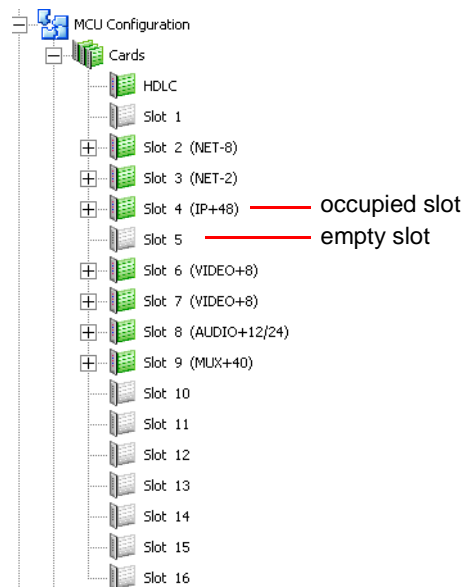 MCU Configuration
Cards
HDLC
Slot 1
Slot 2 (NET-8)
Slot 3 (NET-2)
Slot 4 (IP+48) occupied slot
Slot 5 empty slot
Slot 6 (VIDEO+8)
Slot 7 (VIDEO+8)
Slot 8 (AUDIO+12/24)
Slot 9 (MUX+40)
Slot 10
Slot 11
Slot 12
Slot 13
Slot 14
Slot 15
Slot 16